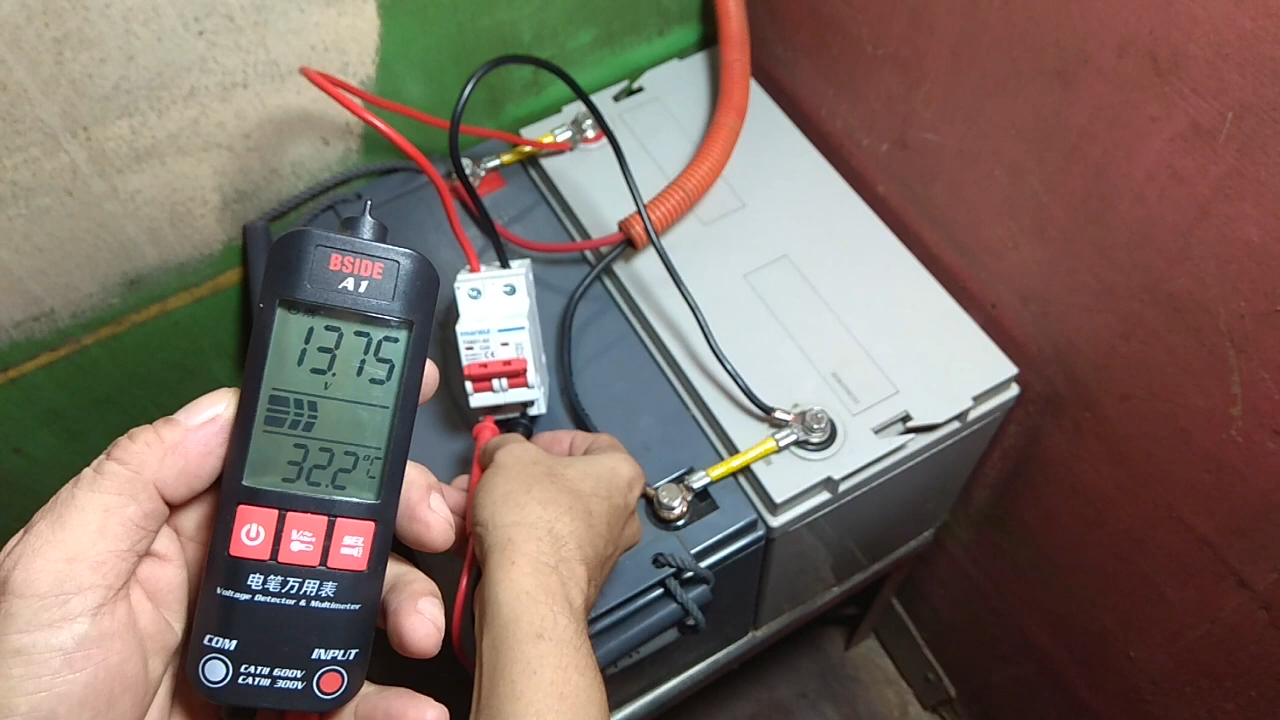 BSIDE
A1
13.75
V
32.2°C
SEL
电笔万用表
Voltage Detector & Multimeter
COM
INPUT
CATII 600V
CATIII 300V